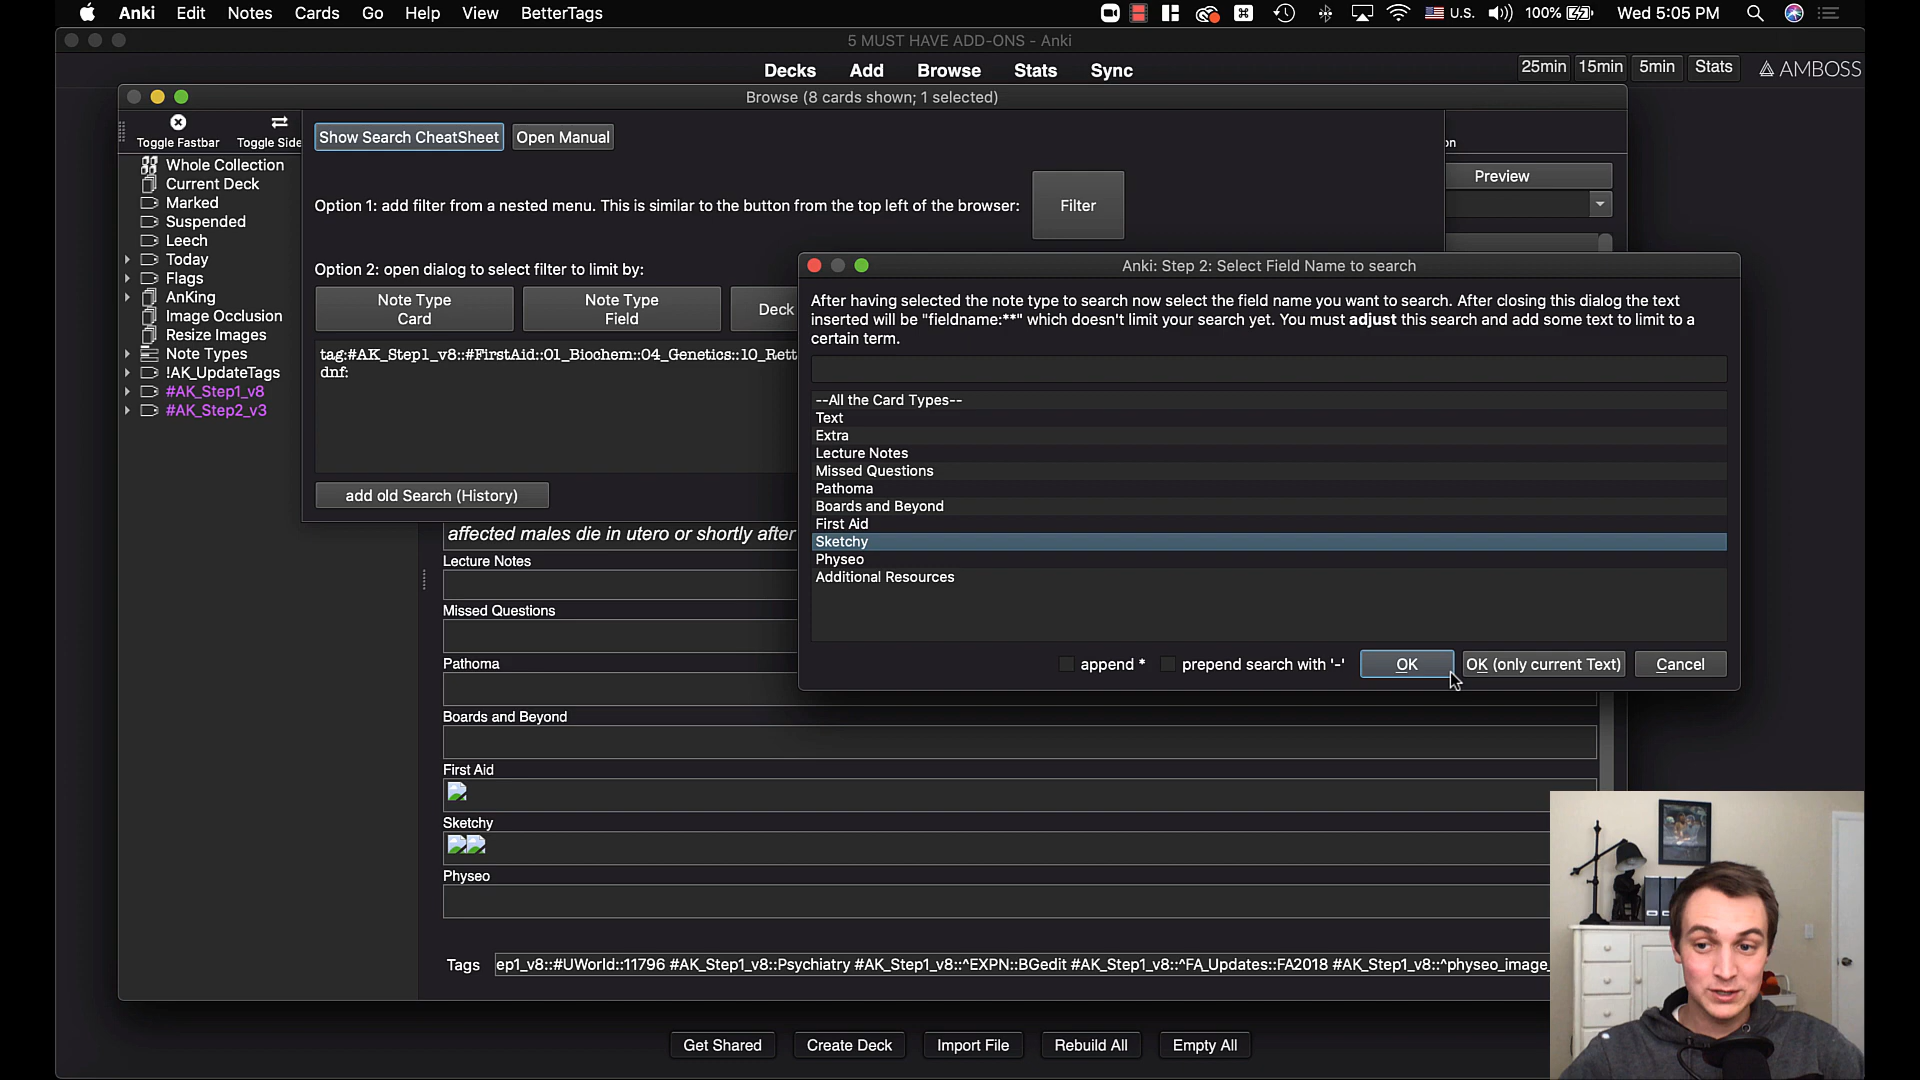 Anki Edit Notes Cards Go Help View BetterTags
U.S. 100% Wed 5:05 PM
5 MUST HAVE ADD-ONS - Anki
Decks Add Browse Stats Sync
25min 15min 5min Stats AMBOSS
Browse (8 cards shown; 1 selected)
Toggle Fastbar Toggle Side
Show Search CheatSheet Open Manual
on
Whole Collection
Current Deck
Marked
Suspended
Leech
Today
Flags
AnKing
Image Occlusion
Resize Images
Note Types
!AK_UpdateTags
#AK_Step1_v8
#AK_Step2_v3
Preview
Option 1: add filter from a nested menu. This is similar to the button from the top left of the browser: Filter
Option 2: open dialog to select filter to limit by:
Note Type
Card
Note Type
Field
Deck
tag:#AK_Step1_v8::#FirstAid::01_Biochem::04_Genetics::10_Rett
dnf:
add old Search (History)
Anki: Step 2: Select Field Name to search
After having selected the note type to search now select the field name you want to search. After closing this dialog the text
inserted will be "fieldname:**" which doesn't limit your search yet. You must adjust this search and add some text to limit to a
certain term.
--All the Card Types--
Text
Extra
Lecture Notes
Missed Questions
Pathoma
Boards and Beyond
First Aid
Sketchy
Physeo
Additional Resources
append * prepend search with '-' OK OK (only current Text) Cancel
affected males die in utero or shortly after
Lecture Notes
Missed Questions
Pathoma
Boards and Beyond
First Aid
Sketchy
Physeo
Tags ep1_v8::#UWorld::11796 #AK_Step1_v8::Psychiatry #AK_Step1_v8::^EXPN::BGedit #AK_Step1_v8::^FA_Updates::FA2018 #AK_Step1_v8::^physeo_image_
Get Shared Create Deck Import File Rebuild All Empty All